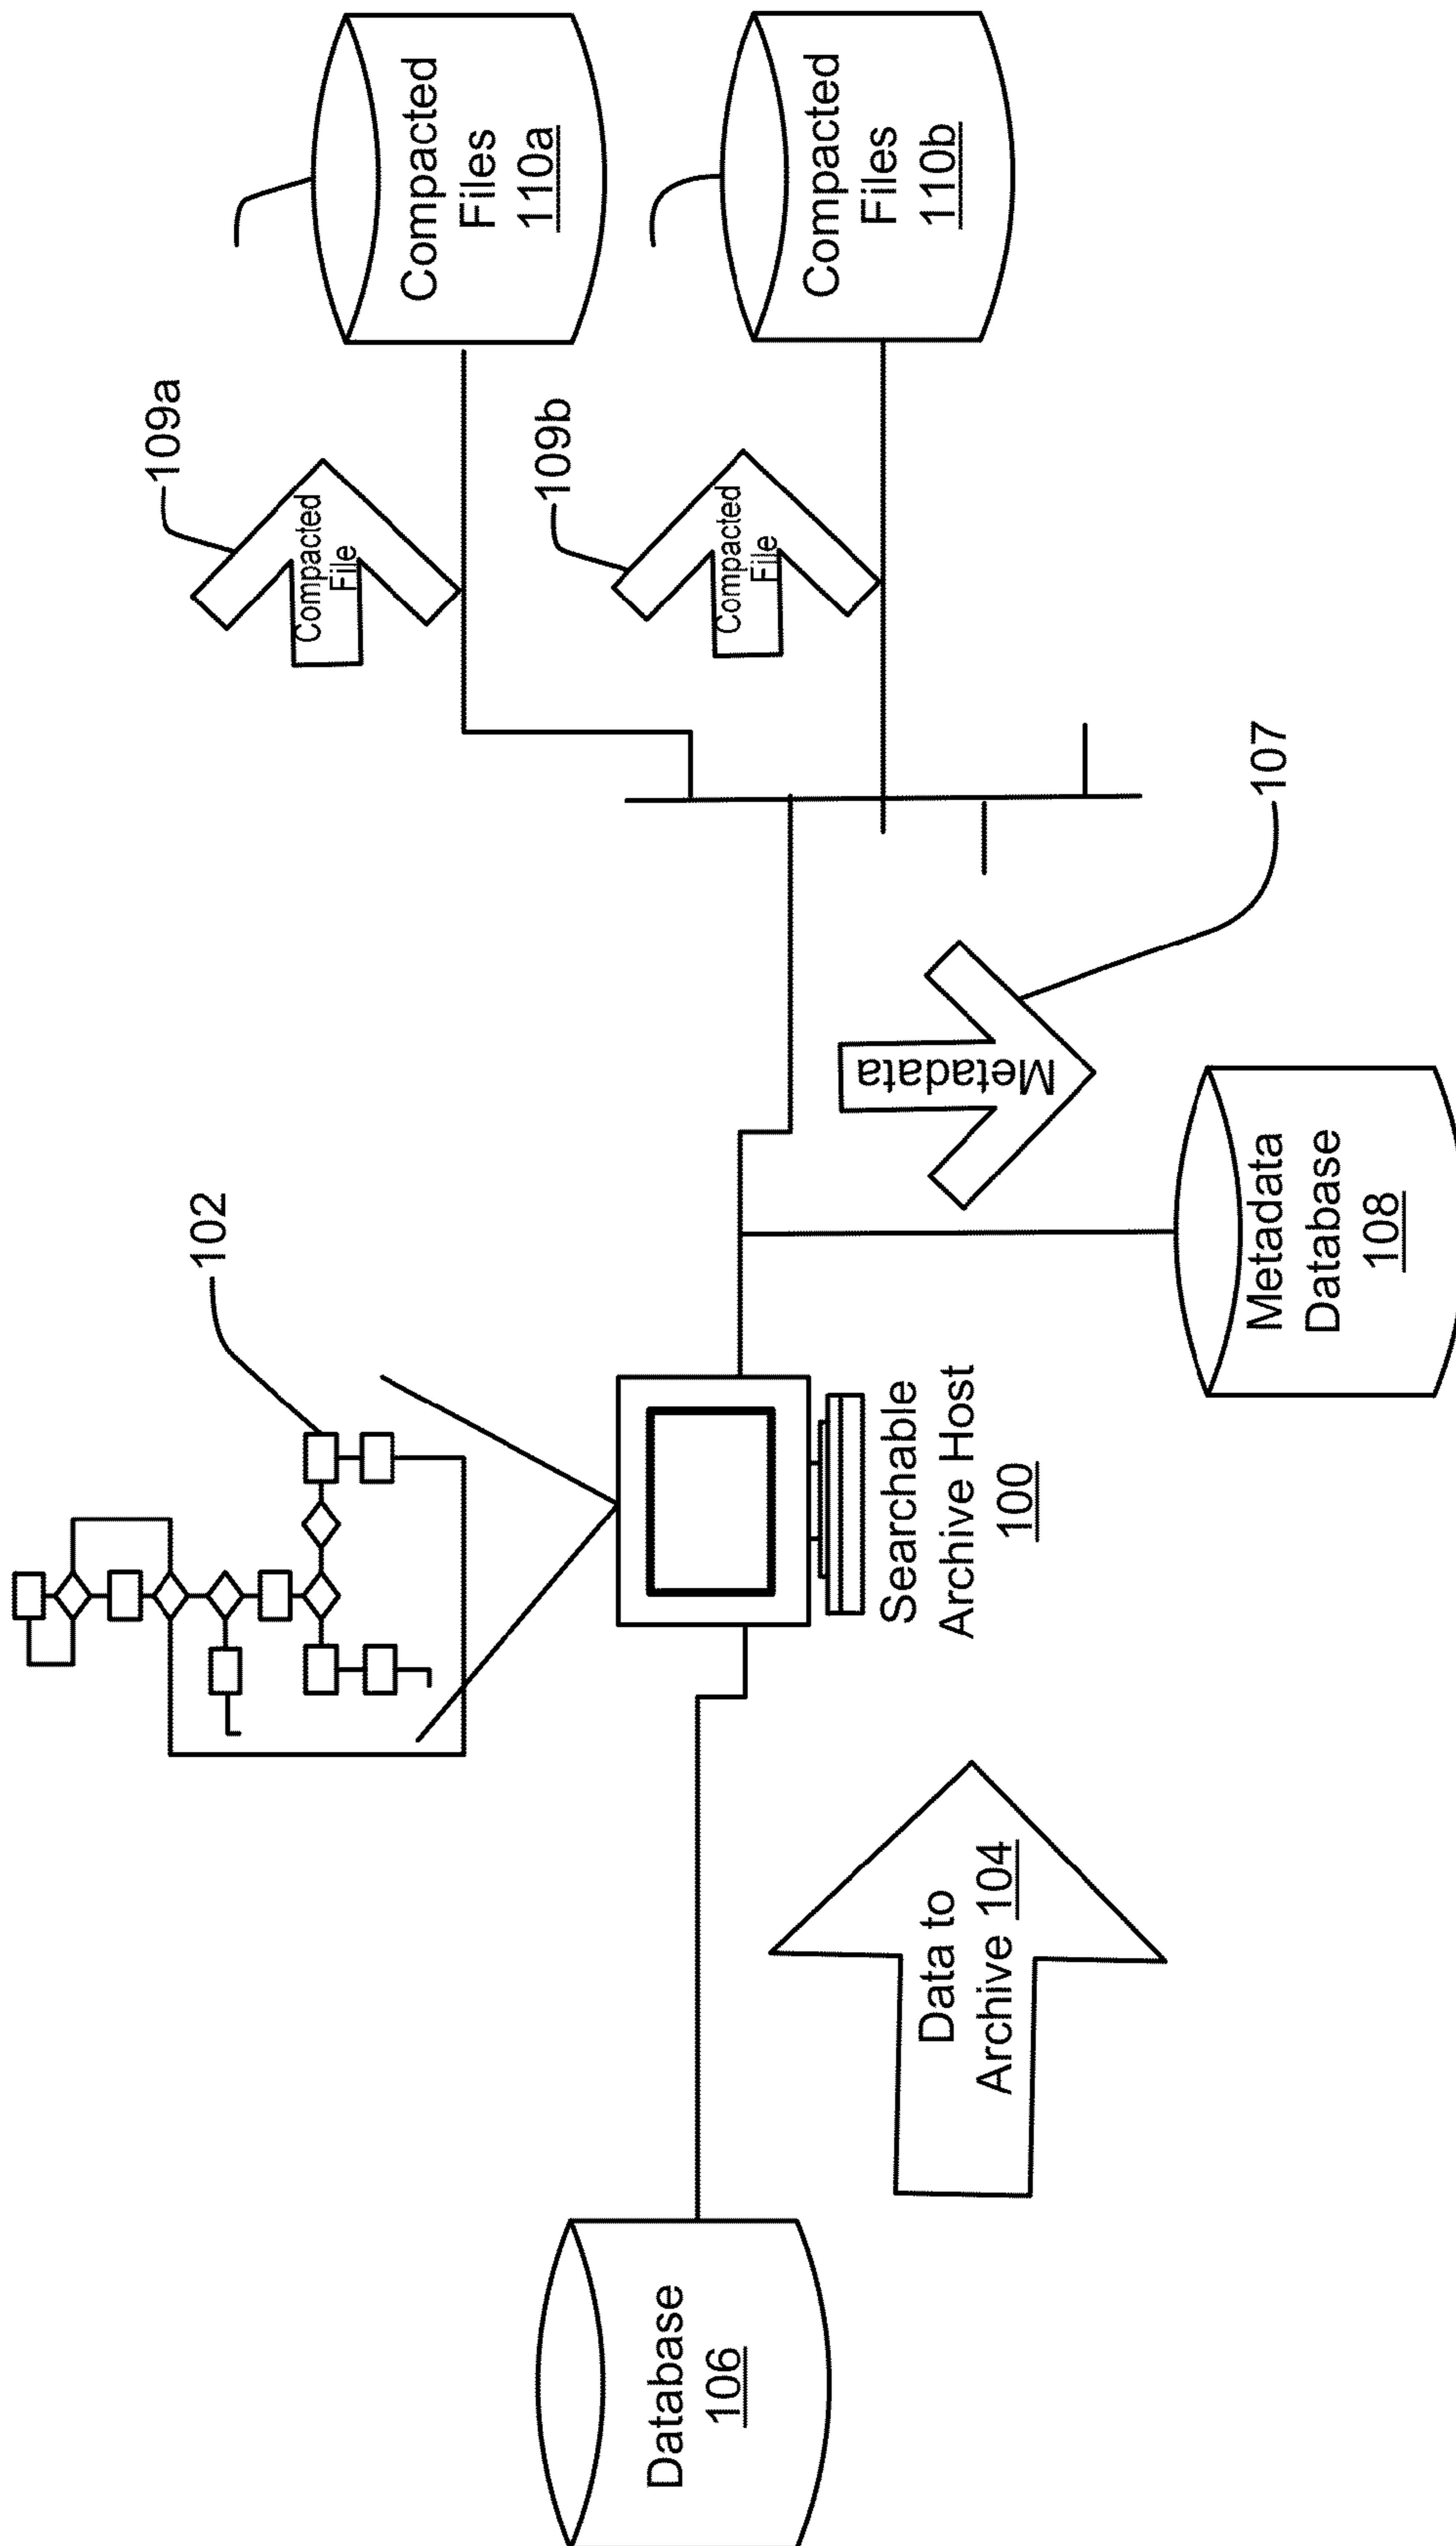 Database
106
Data to
Archive 104
102
Searchable
Archive Host
100
Metadata
107
Metadata
Database
108
109a
Compacted
File
109b
Compacted
File
Compacted
Files
110a
Compacted
Files
110b